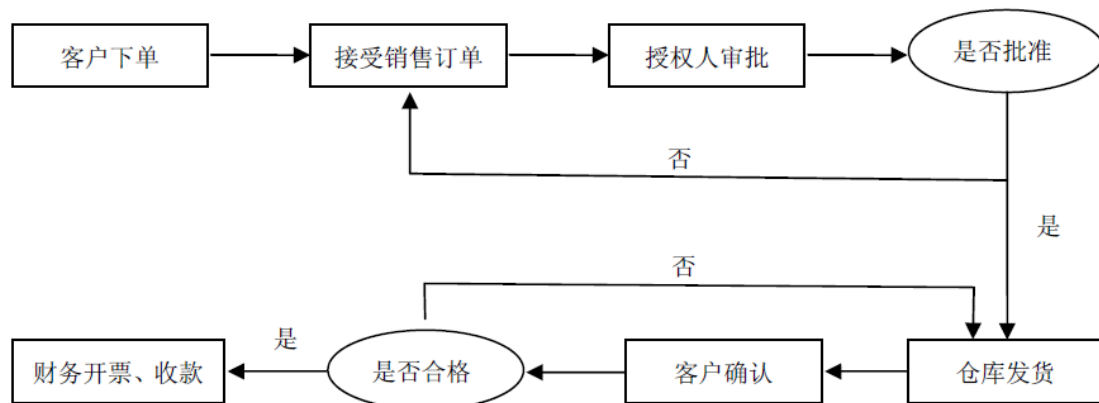 客户下单
接受销售订单
授权人审批
是否批准
否
是
否
是
财务开票、收款
是否合格
客户确认
仓库发货